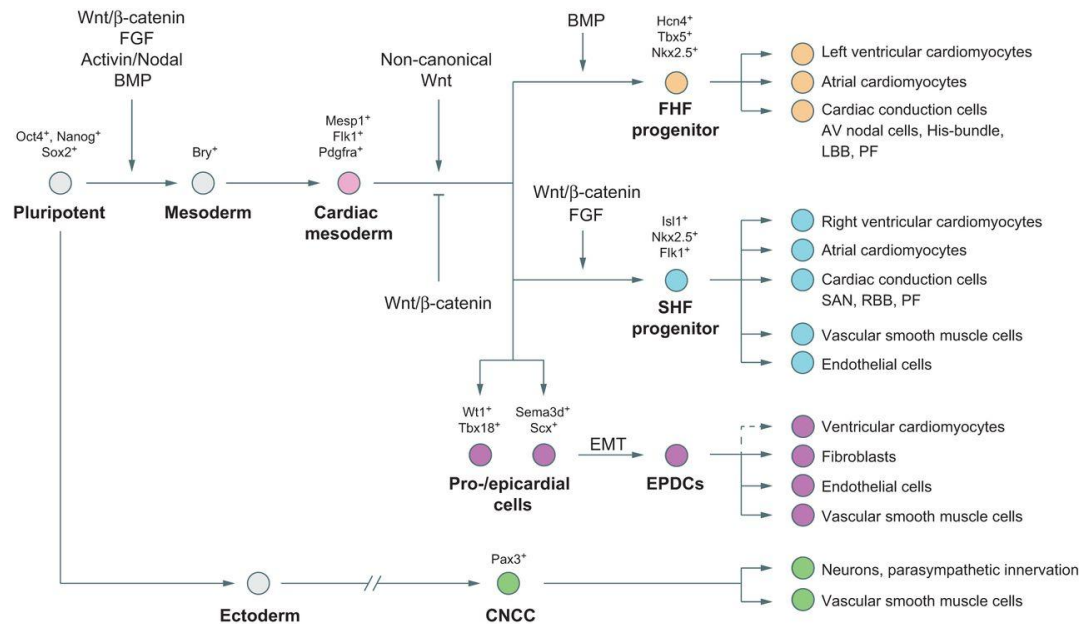 Wnt/β-catenin
FGF
Activin/Nodal
BMP
Oct4⁺, Nanog⁺
Sox2⁺
Pluripotent
Bry⁺
Mesoderm
Mesp1⁺
Flk1⁺
Pdgfra⁺
Cardiac
mesoderm
Non-canonical
Wnt
Wnt/β-catenin
BMP
Hcn4⁺
Tbx5⁺
Nkx2.5⁺
FHF
progenitor
Left ventricular cardiomyocytes
Atrial cardiomyocytes
Cardiac conduction cells
AV nodal cells, His-bundle,
LBB, PF
Wnt/β-catenin
FGF
Isl1⁺
Nkx2.5⁺
Flk1⁺
SHF
progenitor
Right ventricular cardiomyocytes
Atrial cardiomyocytes
Cardiac conduction cells
SAN, RBB, PF
Vascular smooth muscle cells
Endothelial cells
Wt1⁺
Tbx18⁺
Sema3d⁺
Scx⁺
Pro-/epicardial
cells
EMT
EPDCs
Ventricular cardiomyocytes
Fibroblasts
Endothelial cells
Vascular smooth muscle cells
Ectoderm
Pax3⁺
CNCC
Neurons, parasympathetic innervation
Vascular smooth muscle cells